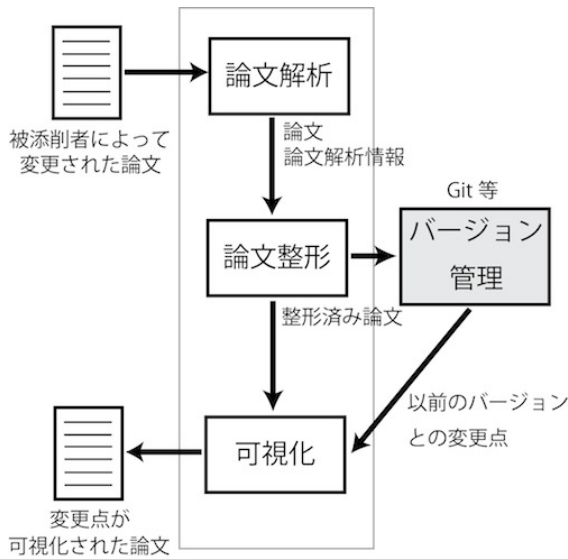 論文解析
被添削者によって
変更された論文
論文
論文解析情報
Git 等
バージョン
管理
論文整形
整形済み論文
以前のバージョン
との変更点
可視化
変更点が
可視化された論文